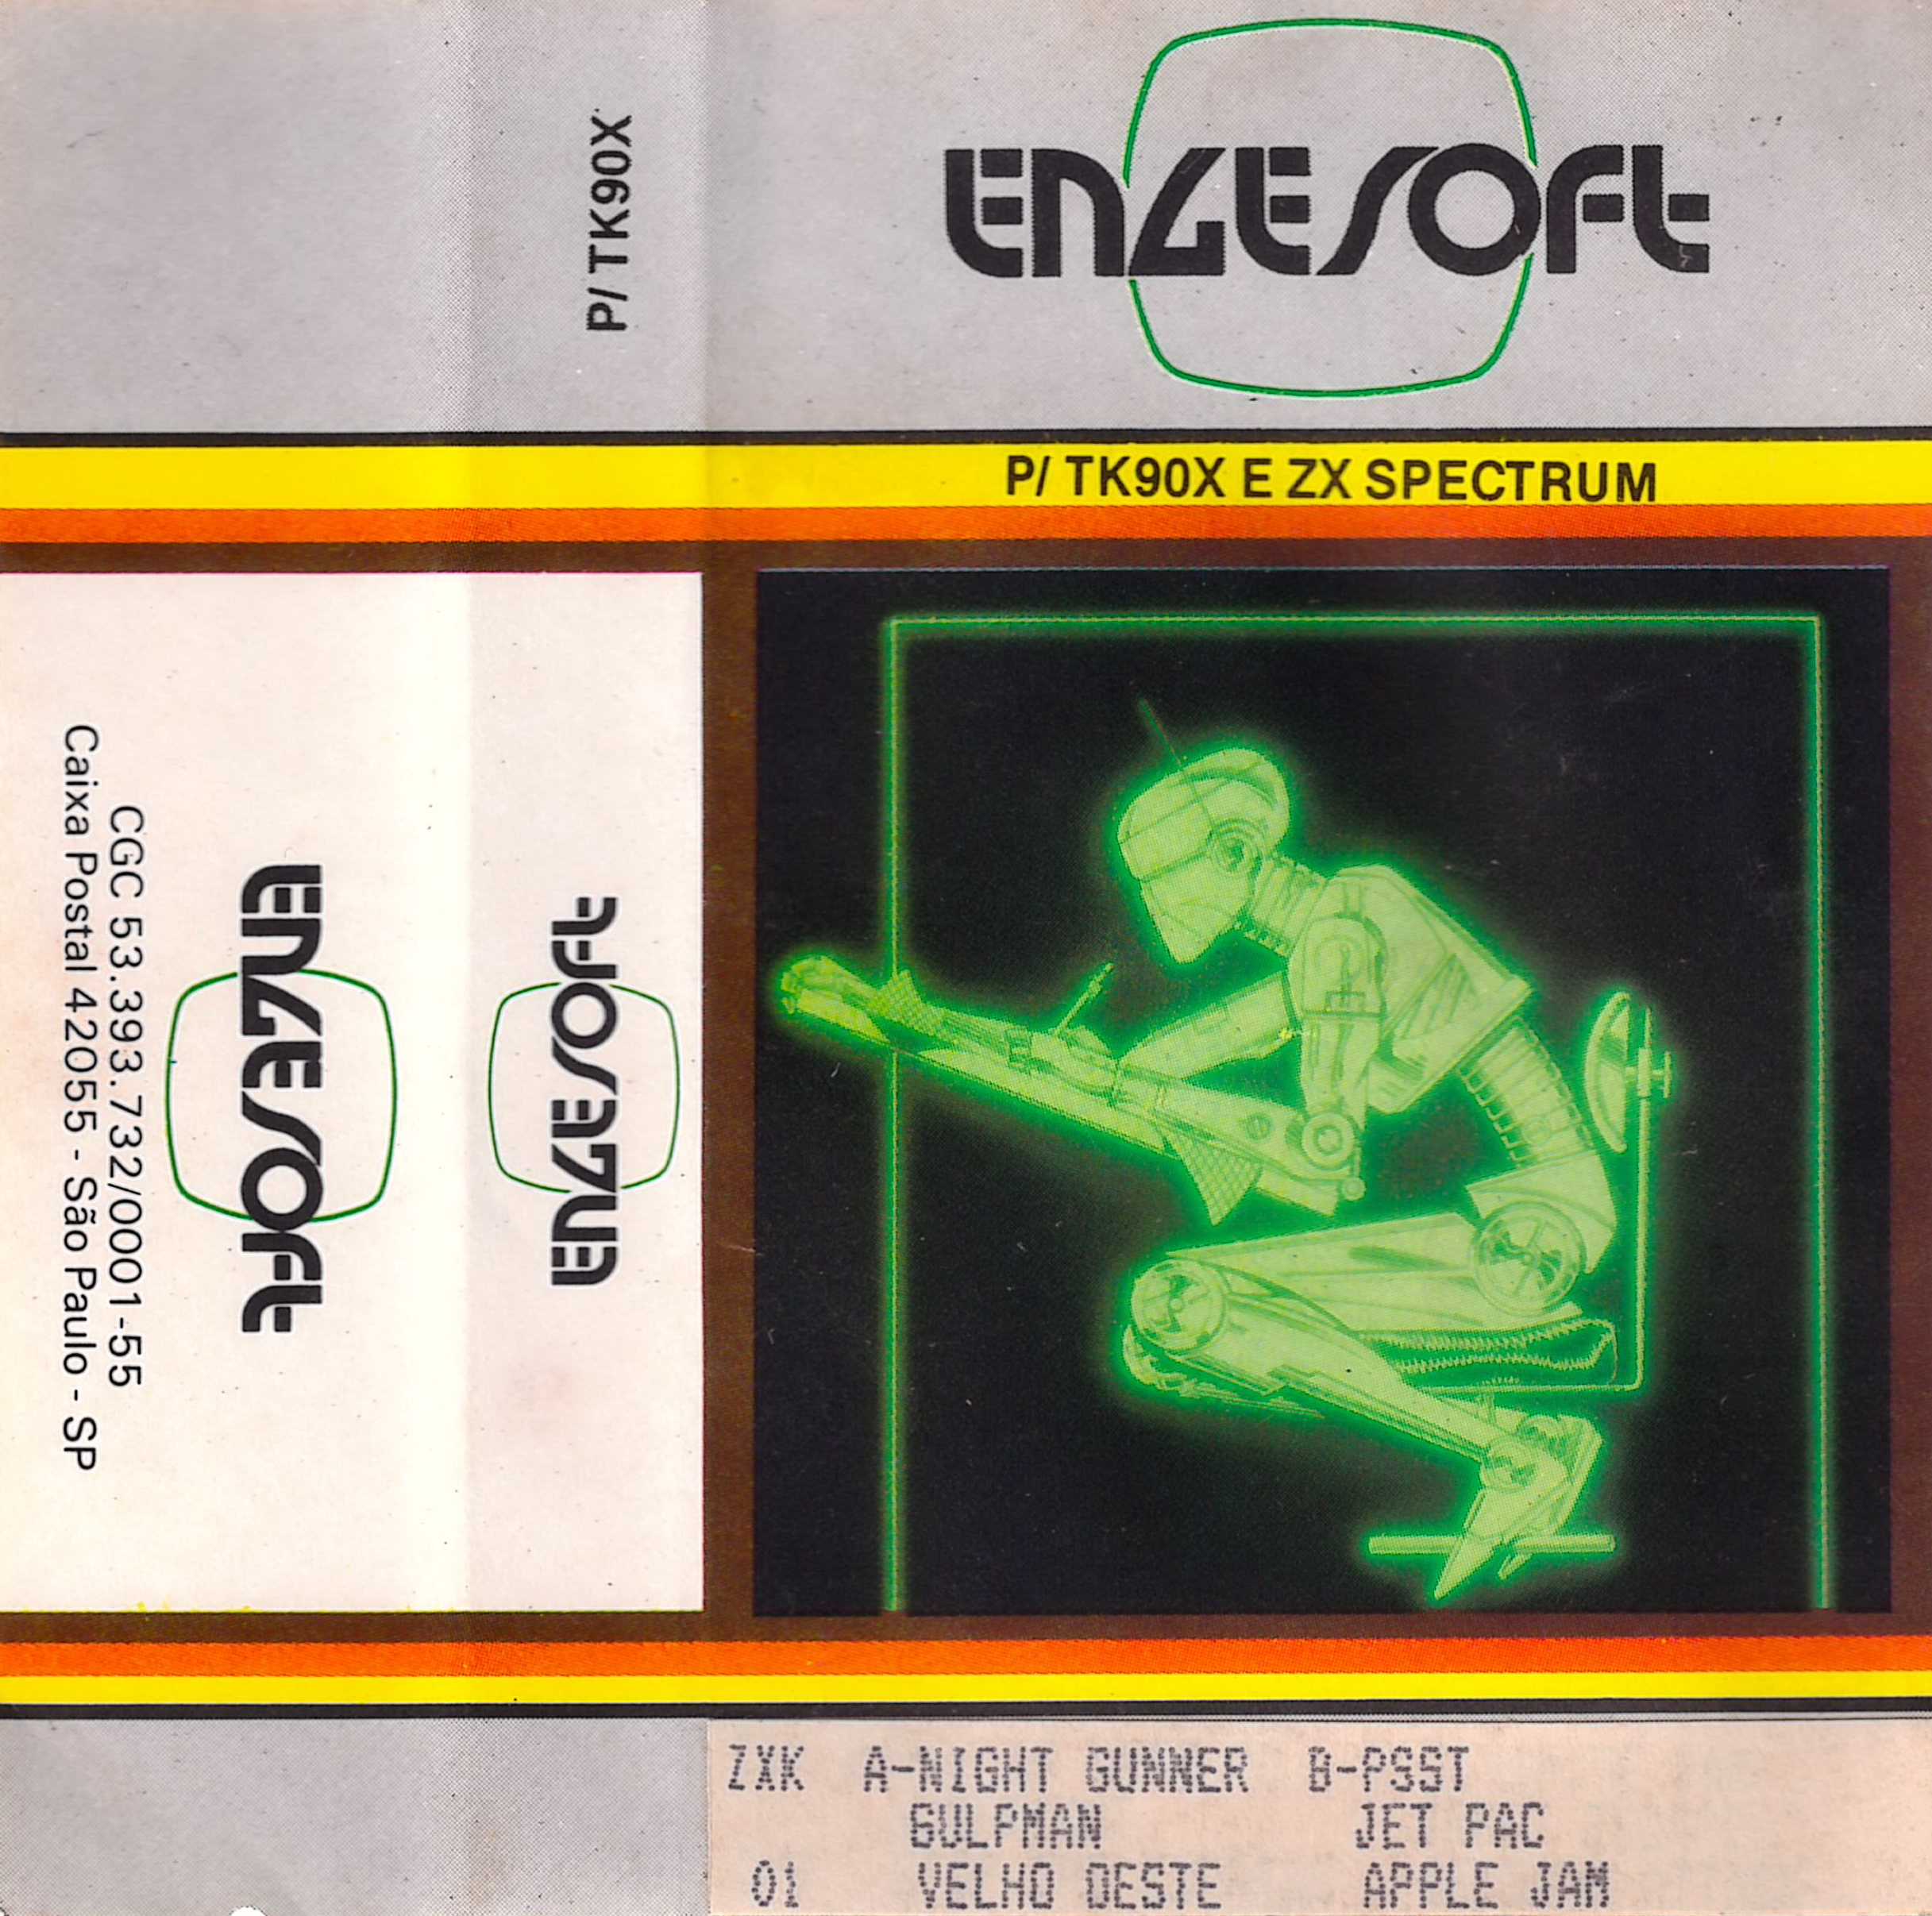 P/ TK90X
ENGESOFT
P/ TK90X E ZX SPECTRUM
ENGESOFT
CGC 53.393.732/0001-55
Caixa Postal 42055 - São Paulo - SP
ENGESOFT
ZXK A-NIGHT GUNNER B-PSST
GULPMAN JET PAC
01 VELHO OESTE APPLE JAM